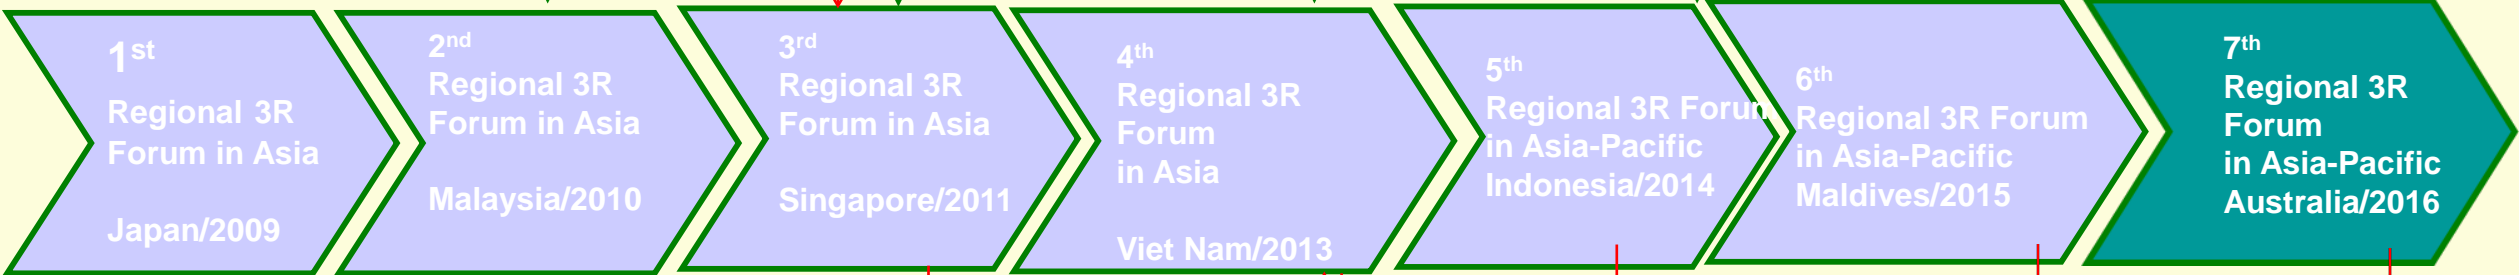 1st
Regional 3R
Forum in Asia
Japan/2009
2nd
Regional 3R
Forum in Asia
Malaysia/2010
3rd
Regional 3R
Forum in Asia
Singapore/2011
4th
Regional 3R
Forum
in Asia
Viet Nam/2013
5th
Regional 3R Forum
in Asia-Pacific
Indonesia/2014
6th
Regional 3R Forum
in Asia-Pacific
Maldives/2015
7th
Regional 3R
Forum
in Asia-Pacific
Australia/2016